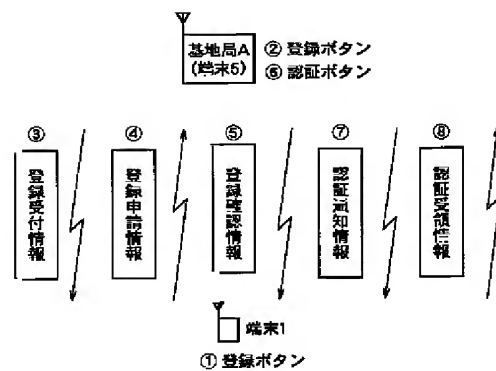 基地局A ② 登録ボタン
(端末5) ⑥ 認証ボタン
③ ④ ⑤ ⑦ ⑧
登録受付情報
登録申請情報
登録確認情報
認証通知情報
認証受領情報
端末1
① 登録ボタン